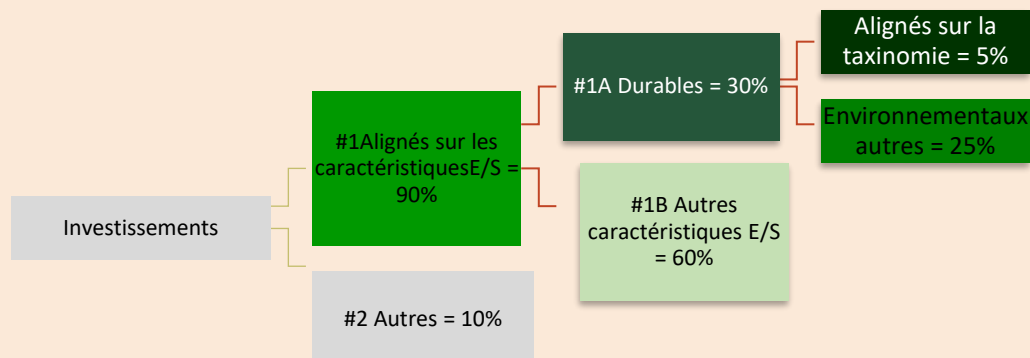 Investissements
#1Alignés sur les
caractéristiquesE/S =
90%
#2 Autres = 10%
#1A Durables = 30%
#1B Autres
caractéristiques E/S
= 60%
Alignés sur la
taxinomie = 5%
Environnementaux
autres = 25%